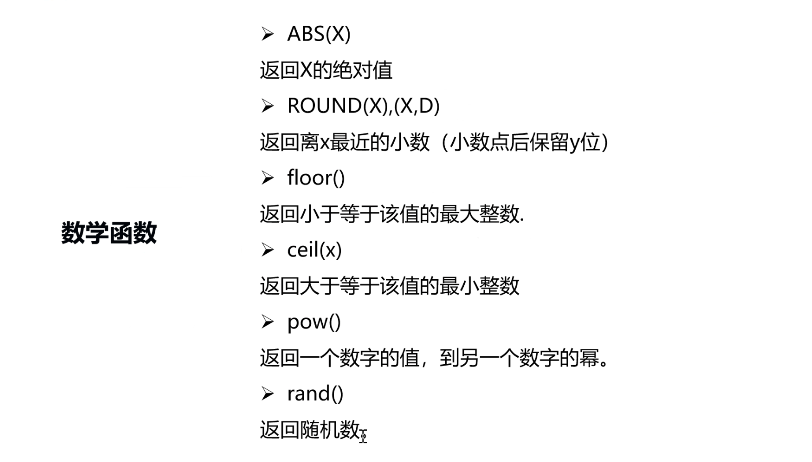 数学函数
➢ ABS(X)
返回X的绝对值
➢ ROUND(X),(X,D)
返回离x最近的小数（小数点后保留y位）
➢ floor()
返回小于等于该值的最大整数.
➢ ceil(x)
返回大于等于该值的最小整数
➢ pow()
返回一个数字的值，到另一个数字的幂。
➢ rand()
返回随机数。